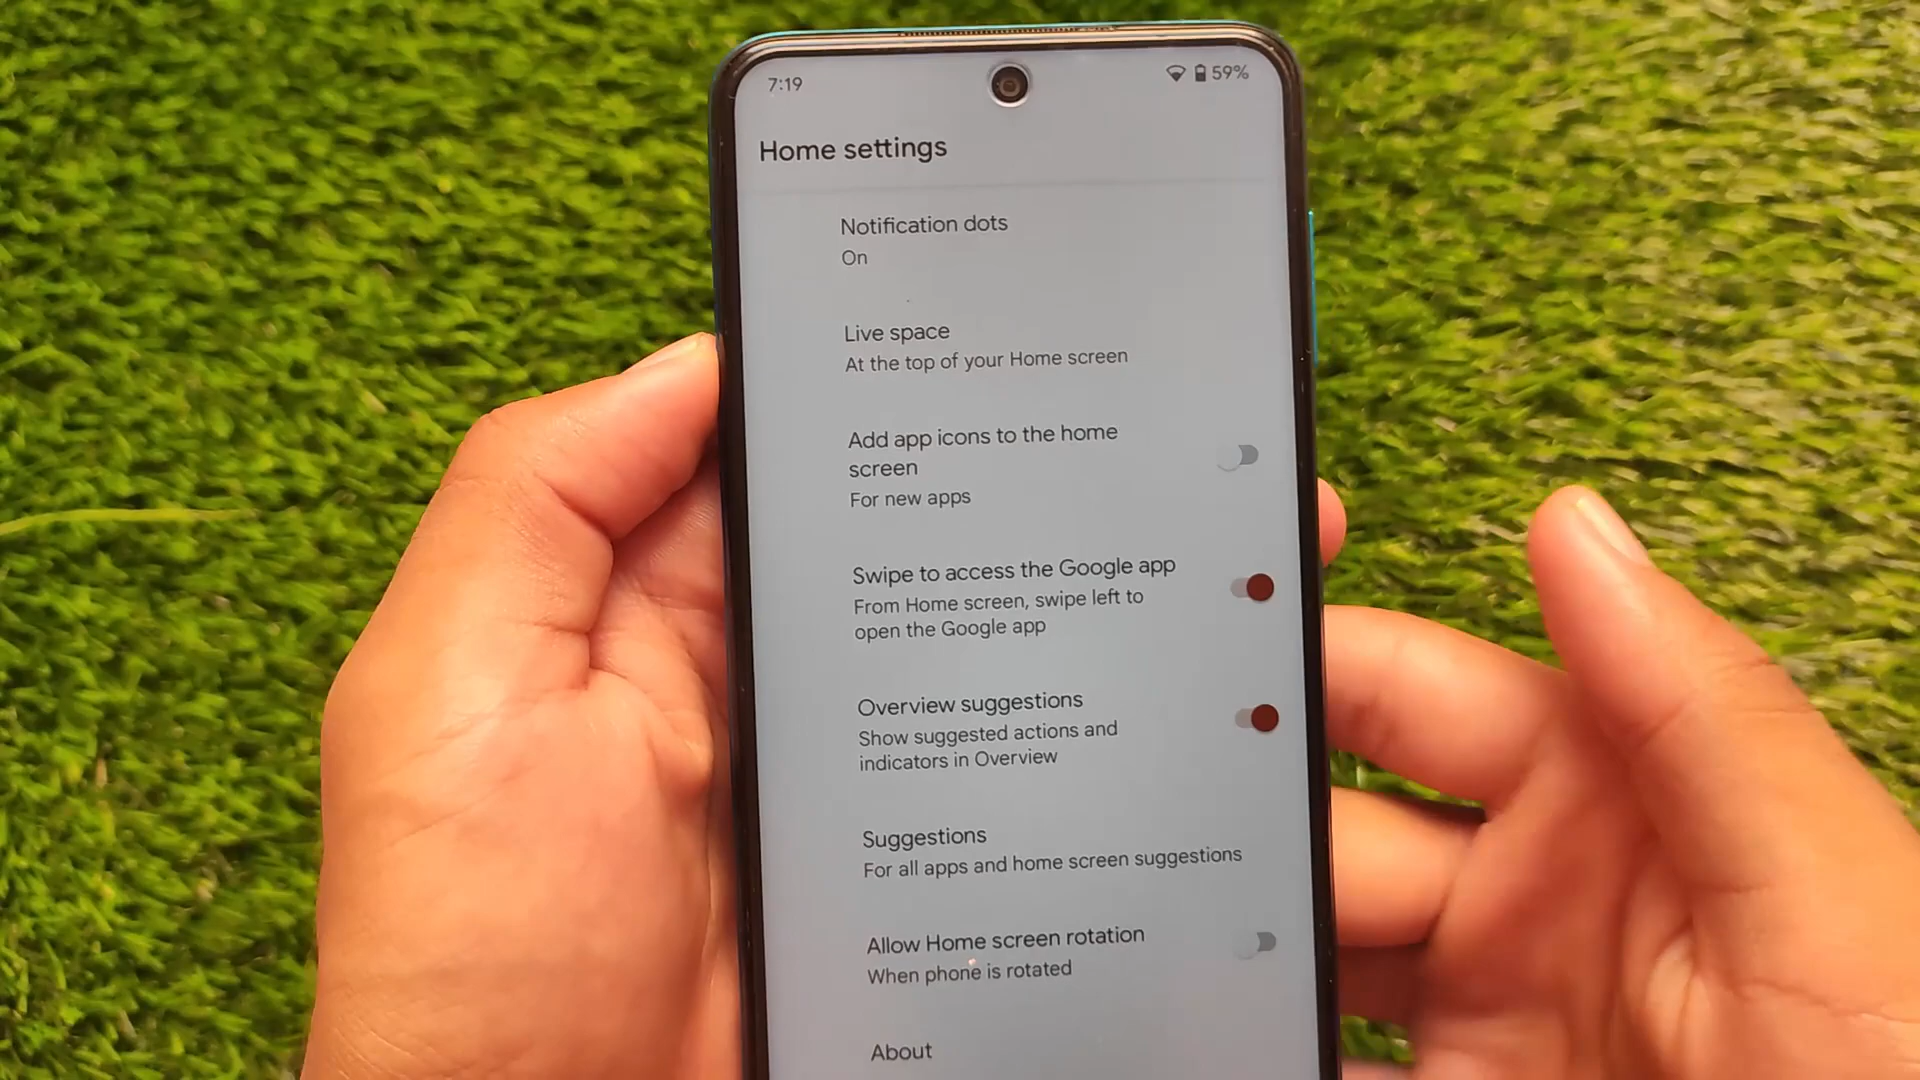 7:19
59%
Home settings
Notification dots
On
Live space
At the top of your Home screen
Add app icons to the home
screen
For new apps
Swipe to access the Google app
From Home screen, swipe left to
open the Google app
Overview suggestions
Show suggested actions and
indicators in Overview
Suggestions
For all apps and home screen suggestions
Allow Home screen rotation
When phone is rotated
About